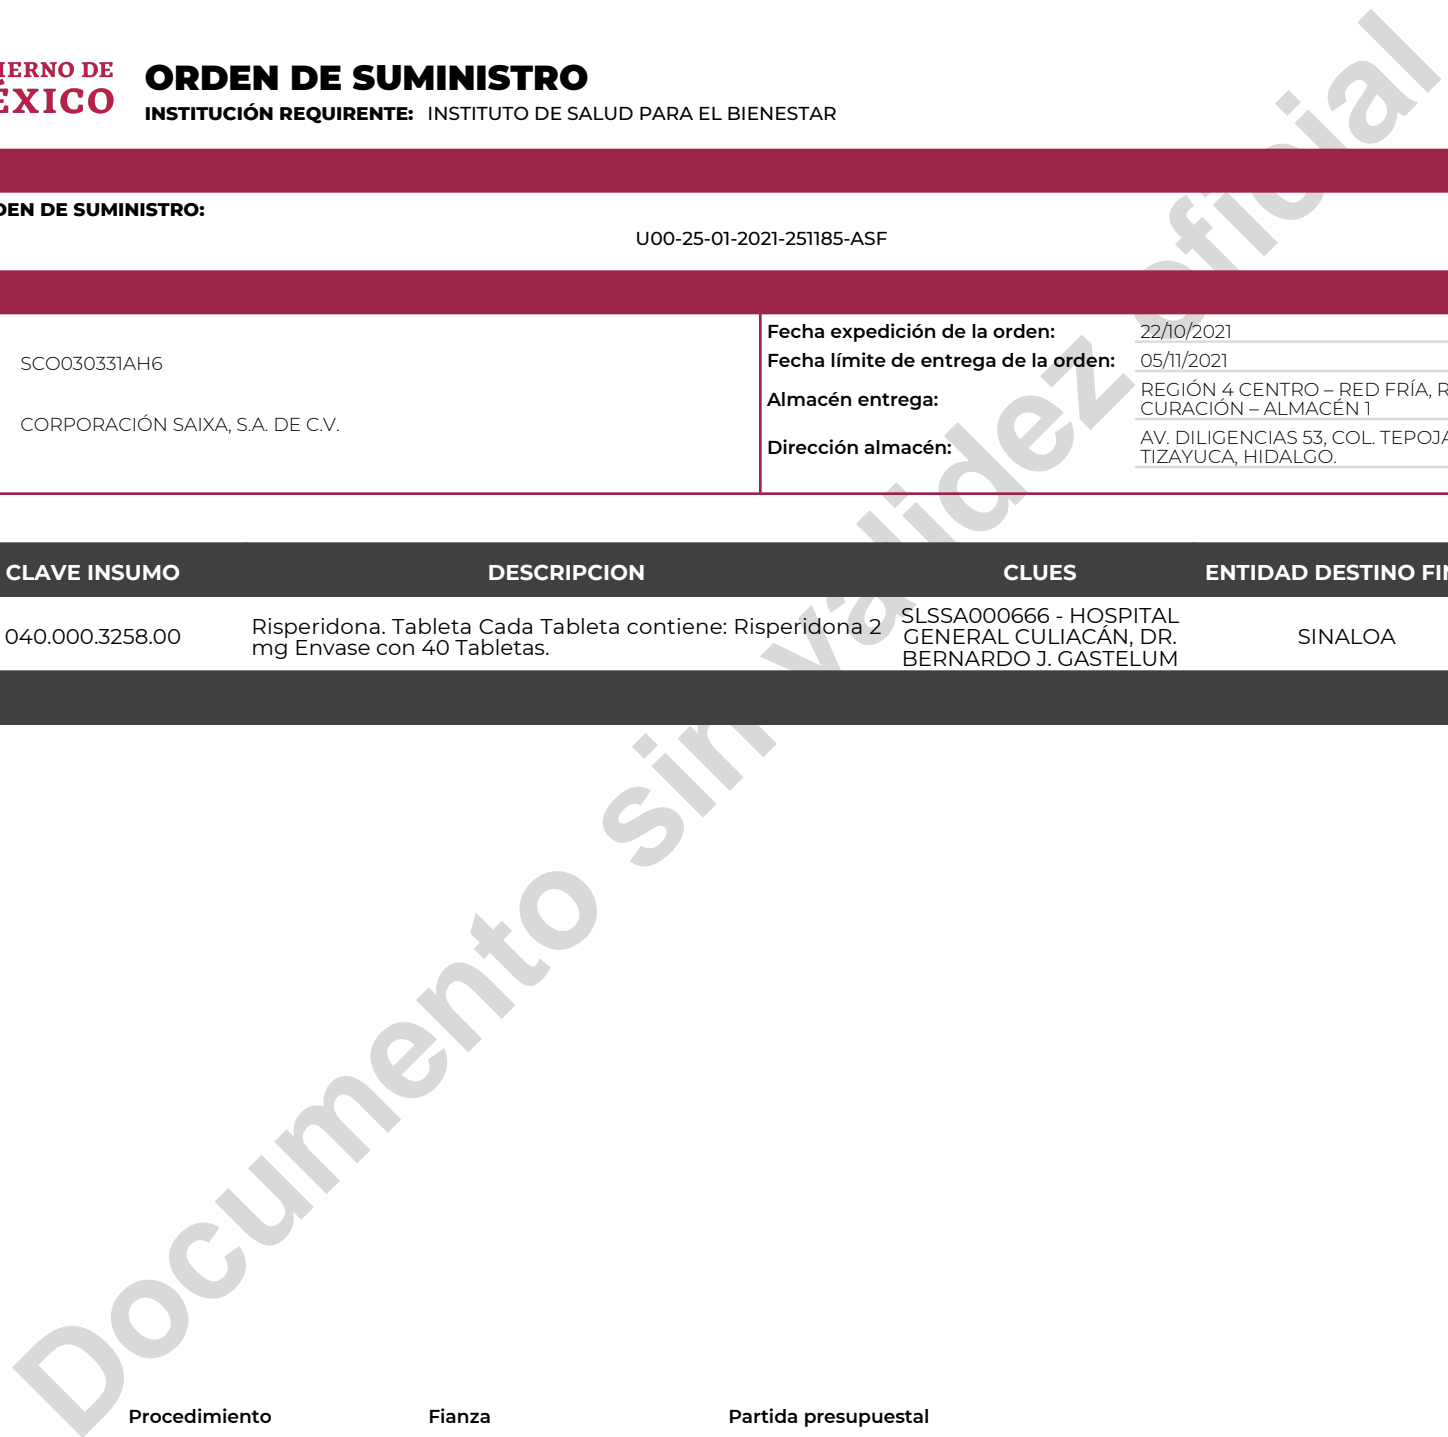 IERNO DE
ÉXICO
ORDEN DE SUMINISTRO
INSTITUCIÓN REQUIRENTE: INSTITUTO DE SALUD PARA EL BIENESTAR
DEN DE SUMINISTRO:
U00-25-01-2021-251185-ASF
SCO030331AH6
CORPORACIÓN SAIXA, S.A. DE C.V.
Fecha expedición de la orden: 22/10/2021
Fecha límite de entrega de la orden: 05/11/2021
Almacén entrega: REGIÓN 4 CENTRO – RED FRÍA, R
CURACIÓN – ALMACÉN 1
Dirección almacén: AV. DILIGENCIAS 53, COL. TEPOJA
TIZAYUCA, HIDALGO.
CLAVE INSUMO DESCRIPCION CLUES ENTIDAD DESTINO FIN
040.000.3258.00
Risperidona. Tableta Cada Tableta contiene: Risperidona 2
mg Envase con 40 Tabletas.
SLSSA000666 - HOSPITAL
GENERAL CULIACÁN, DR.
BERNARDO J. GASTELUM
SINALOA
Documento sin validez oficial
Procedimiento Fianza Partida presupuestal